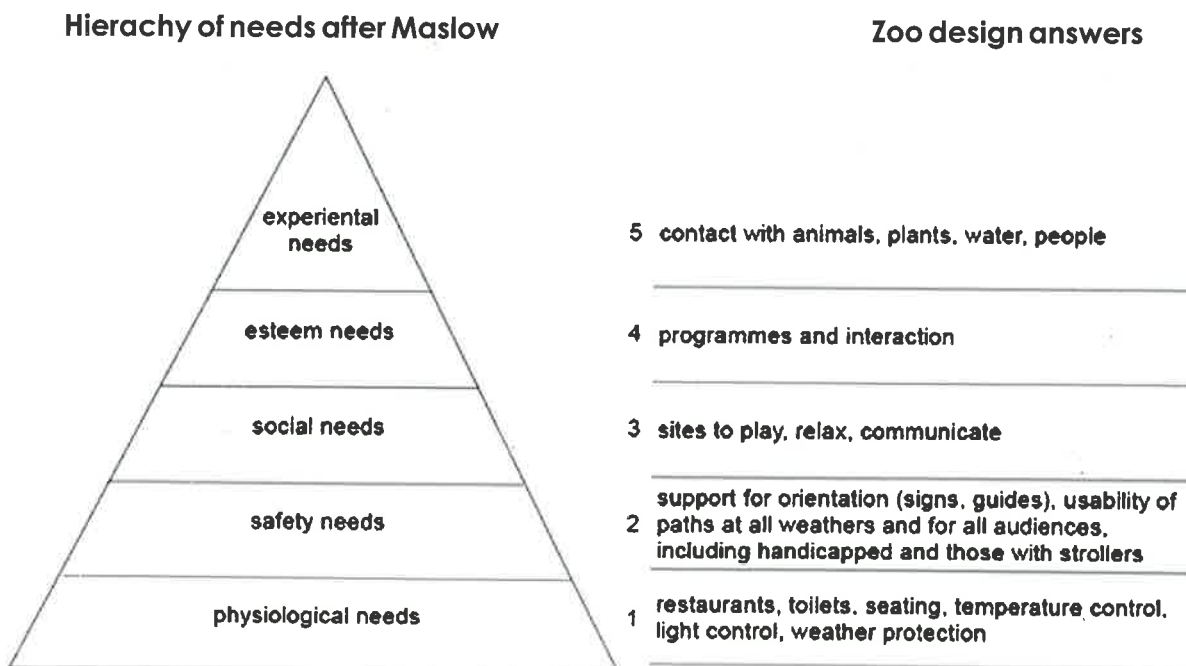 Hierachy of needs after Maslow
Zoo design answers
experiental
needs
5 contact with animals, plants, water, people
esteem needs
4 programmes and interaction
social needs
3 sites to play, relax, communicate
safety needs
2 support for orientation (signs, guides), usability of
paths at all weathers and for all audiences,
including handicapped and those with strollers
physiological needs
1 restaurants, toilets, seating, temperature control,
light control, weather protection